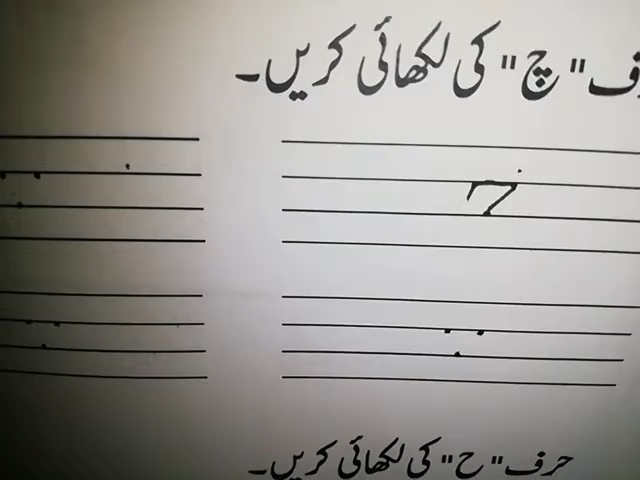 ف "چ" کی لکھائی کریں۔
حرف "ح" کی لکھائی کریں۔